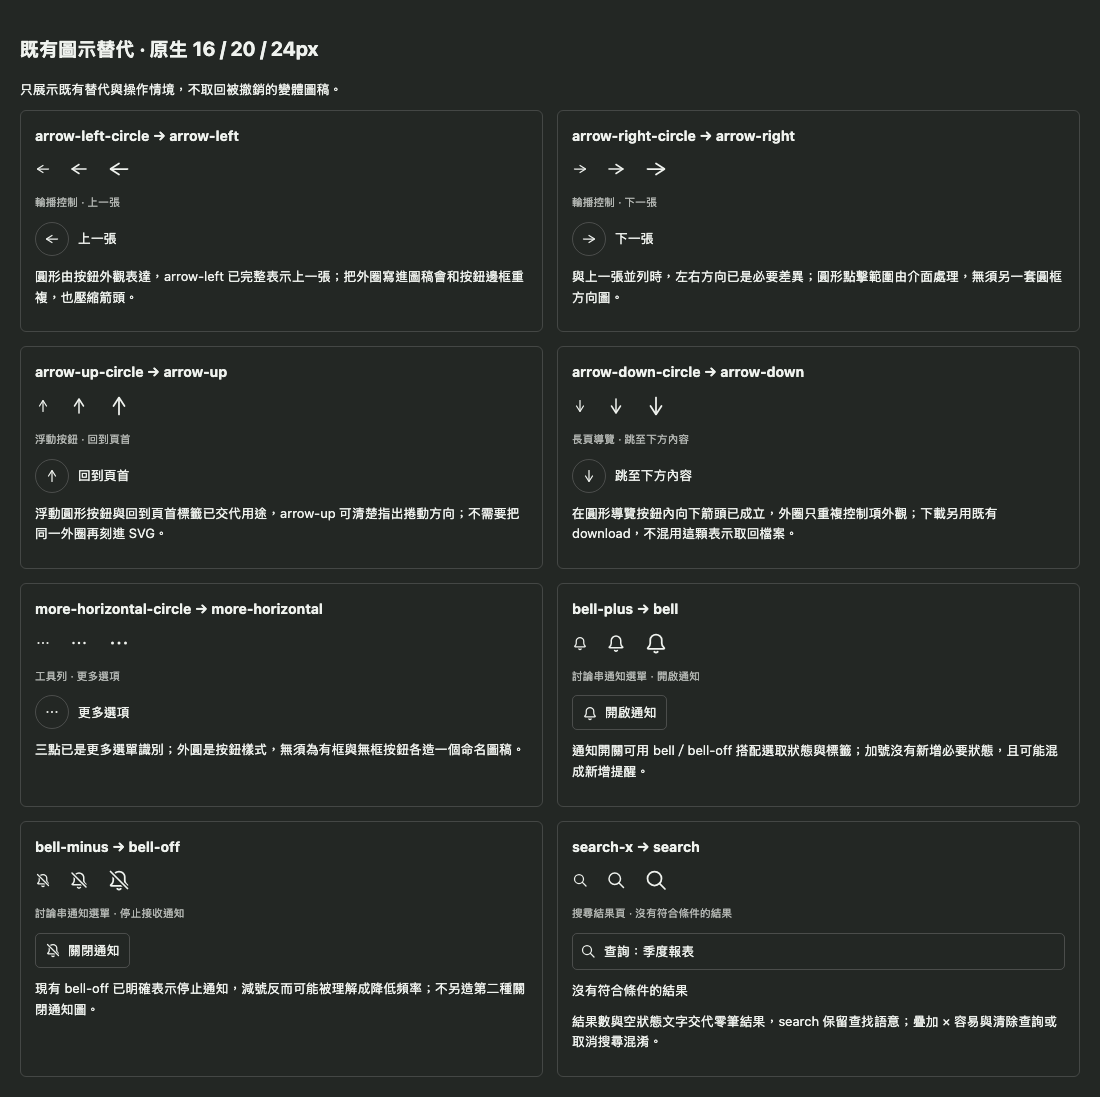 既有圖示替代 · 原生 16 / 20 / 24px
只展示既有替代與操作情境，不取回被撤銷的變體圖稿。
arrow-left-circle → arrow-left
輪播控制 · 上一張
上一張
圓形由按鈕外觀表達，arrow-left 已完整表示上一張；把外圈寫進圖稿會和按鈕邊框重
複，也壓縮箭頭。
arrow-right-circle → arrow-right
輪播控制 · 下一張
下一張
與上一張並列時，左右方向已是必要差異；圓形點擊範圍由介面處理，無須另一套圓框
方向圖。
arrow-up-circle → arrow-up
浮動按鈕 · 回到頁首
回到頁首
浮動圓形按鈕與回到頁首標籤已交代用途，arrow-up 可清楚指出捲動方向；不需要把
同一外圈再刻進 SVG。
arrow-down-circle → arrow-down
長頁導覽 · 跳至下方內容
跳至下方內容
在圓形導覽按鈕內向下箭頭已成立，外圈只重複控制項外觀；下載另用既有
download，不混用這顆表示取回檔案。
more-horizontal-circle → more-horizontal
工具列 · 更多選項
更多選項
三點已是更多選單識別；外圓是按鈕樣式，無須為有框與無框按鈕各造一個命名圖稿。
bell-plus → bell
討論串通知選單 · 開啟通知
開啟通知
通知開關可用 bell / bell-off 搭配選取狀態與標籤；加號沒有新增必要狀態，且可能混
成新增提醒。
bell-minus → bell-off
討論串通知選單 · 停止接收通知
關閉通知
現有 bell-off 已明確表示停止通知，減號反而可能被理解成降低頻率；不另造第二種關
閉通知圖。
search-x → search
搜尋結果頁 · 沒有符合條件的結果
查詢：季度報表
沒有符合條件的結果
結果數與空狀態文字交代零筆結果，search 保留查找語意；疊加 × 容易與清除查詢或
取消搜尋混淆。